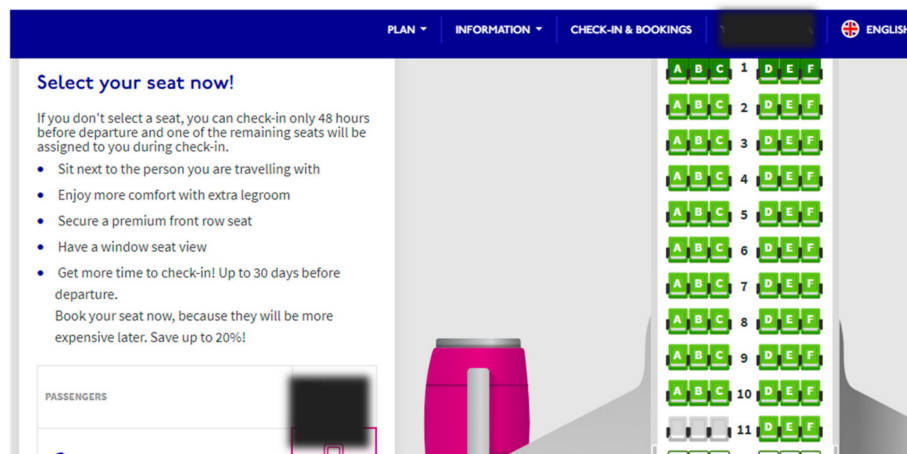 PLAN INFORMATION CHECK-IN & BOOKINGS ENGLISH
Select your seat now!
If you don't select a seat, you can check-in only 48 hours
before departure and one of the remaining seats will be
assigned to you during check-in.
Sit next to the person you are travelling with
Enjoy more comfort with extra legroom
Secure a premium front row seat
Have a window seat view
Get more time to check-in! Up to 30 days before
departure.
Book your seat now, because they will be more
expensive later. Save up to 20%!
PASSENGERS
A B C 1 D E F
A B C 2 D E F
A B C 3 D E F
A B C 4 D E F
A B C 5 D E F
A B C 6 D E F
A B C 7 D E F
A B C 8 D E F
A B C 9 D E F
A B C 10 D E F
11 D E F